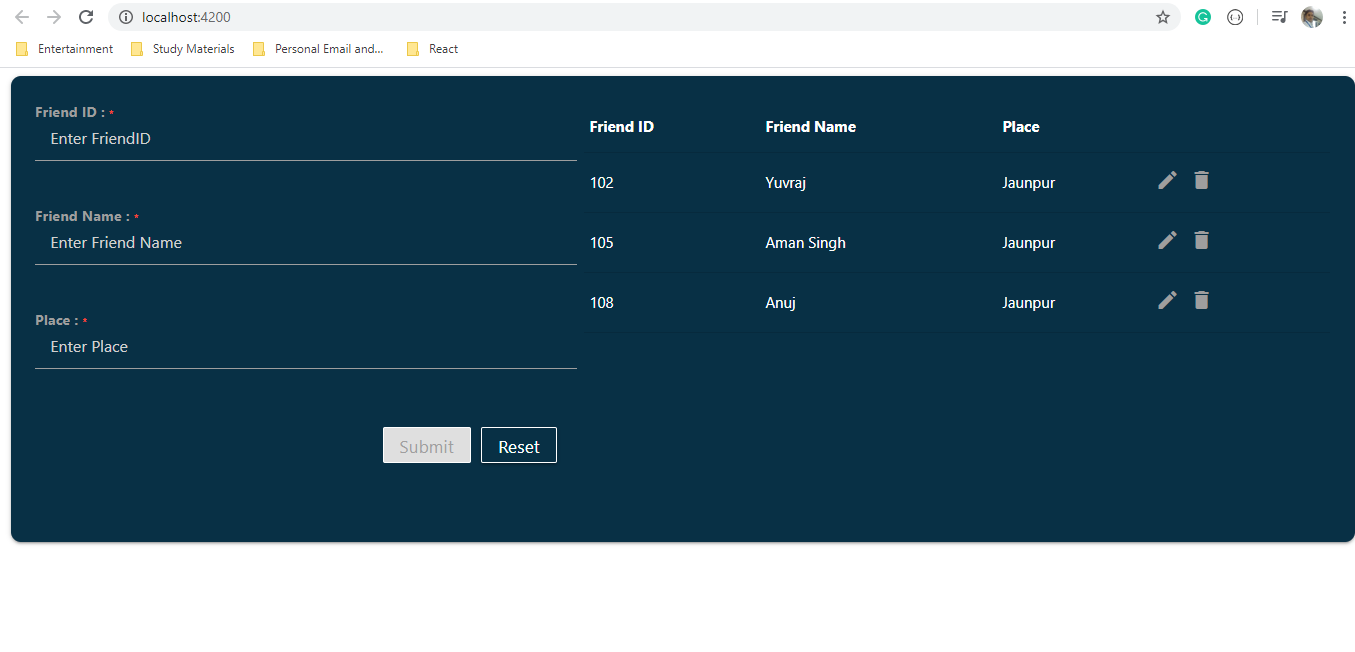 localhost:4200
Entertainment Study Materials Personal Email and... React
Friend ID : *
Enter FriendID
Friend Name : *
Enter Friend Name
Place : *
Enter Place
Submit Reset
Friend ID Friend Name Place
102 Yuvraj Jaunpur
105 Aman Singh Jaunpur
108 Anuj Jaunpur